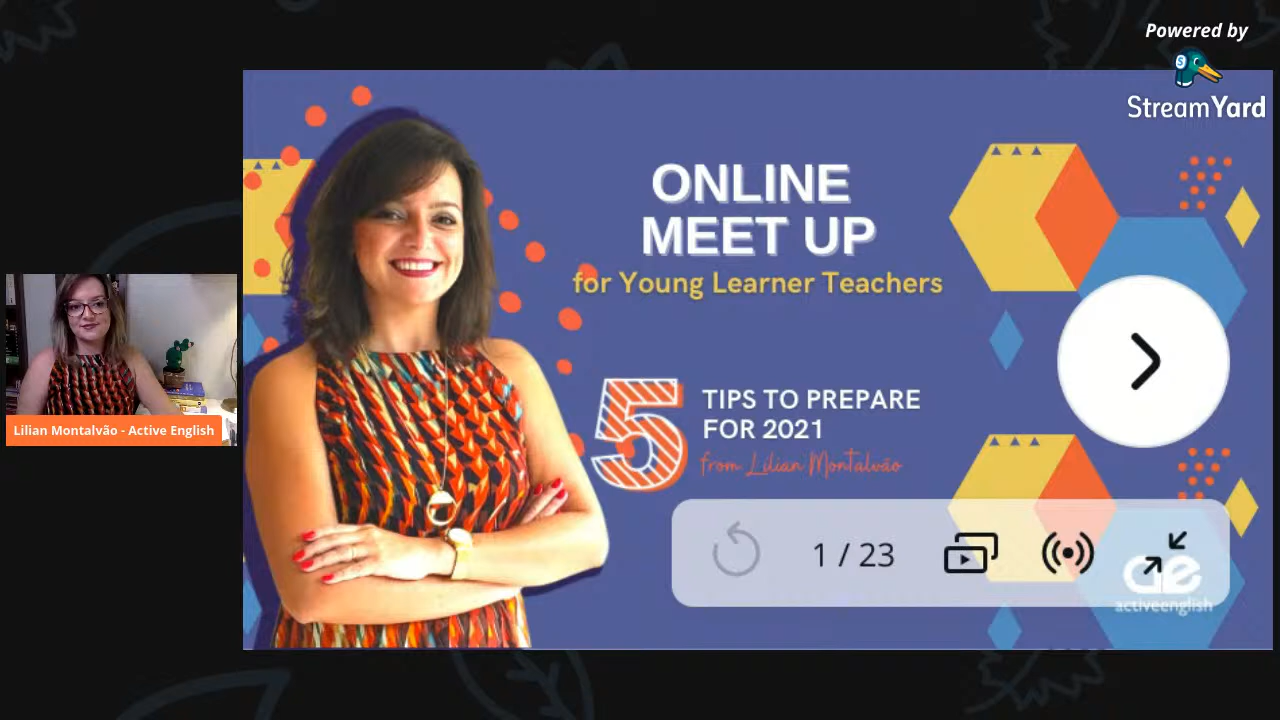 Powered by
StreamYard
ONLINE
MEET UP
for Young Learner Teachers
5
TIPS TO PREPARE
FOR 2021
from Lilian Montalvão
Lilian Montalvão - Active English
1 / 23
ae
activeenglish